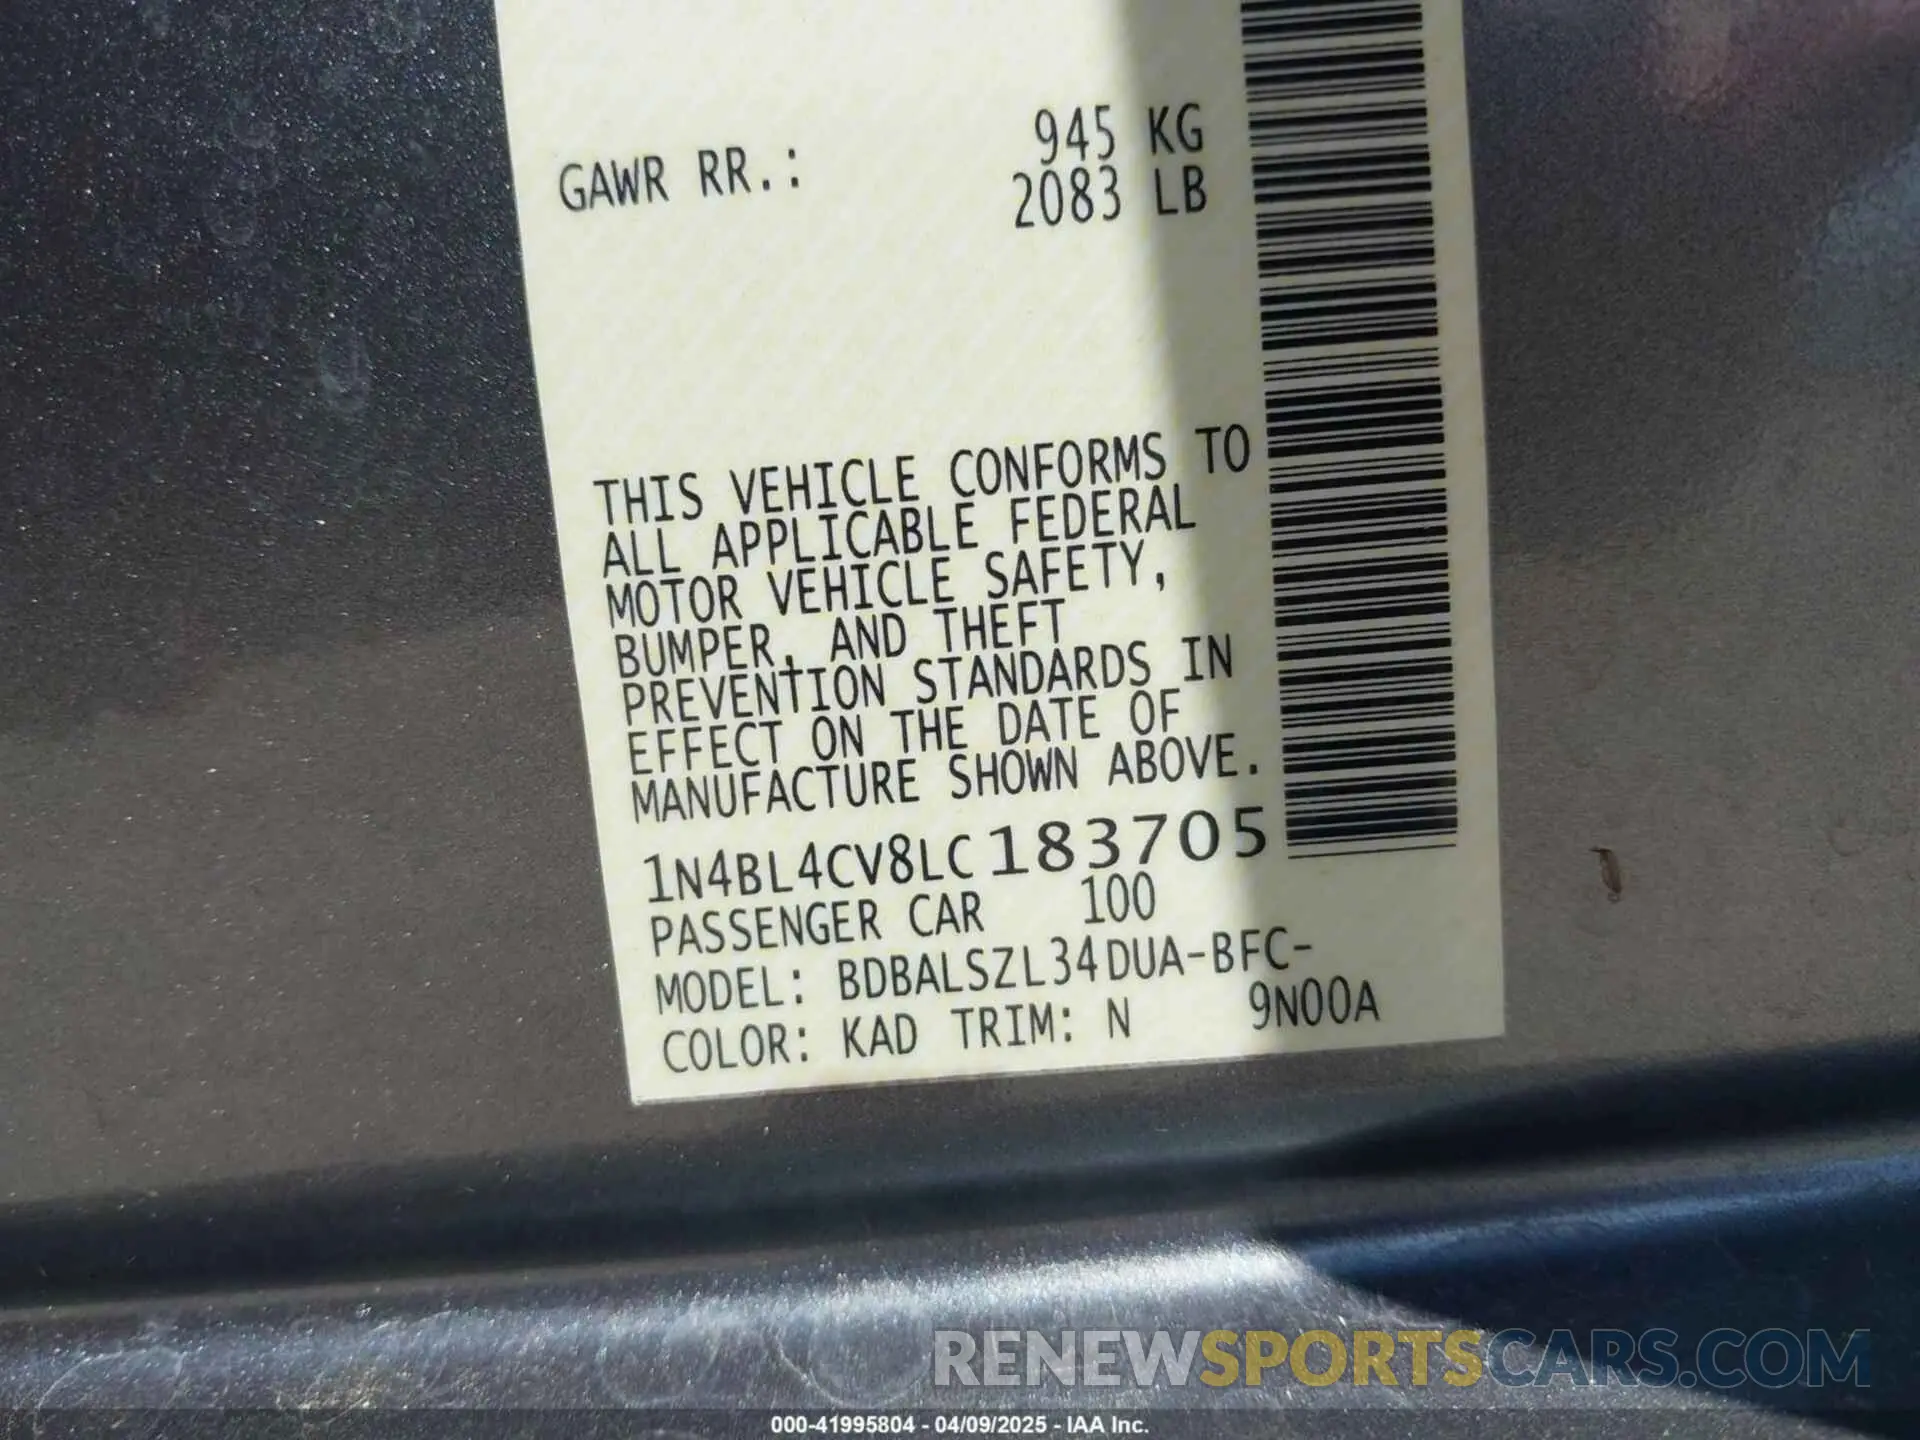 945 KG
GAWR RR.: 2083 LB
THIS VEHICLE CONFORMS TO
ALL APPLICABLE FEDERAL
MOTOR VEHICLE SAFETY,
BUMPER, AND THEFT
PREVENTION STANDARDS IN
EFFECT ON THE DATE OF
MANUFACTURE SHOWN ABOVE.
1N4BL4CV8LC183705
PASSENGER CAR 100
MODEL: BDBALSZL34DUA-BFC-
COLOR: KAD TRIM: N 9N00A
RENEWSPORTSCARS.COM
000-41995804 - 04/09/2025 - IAA Inc.